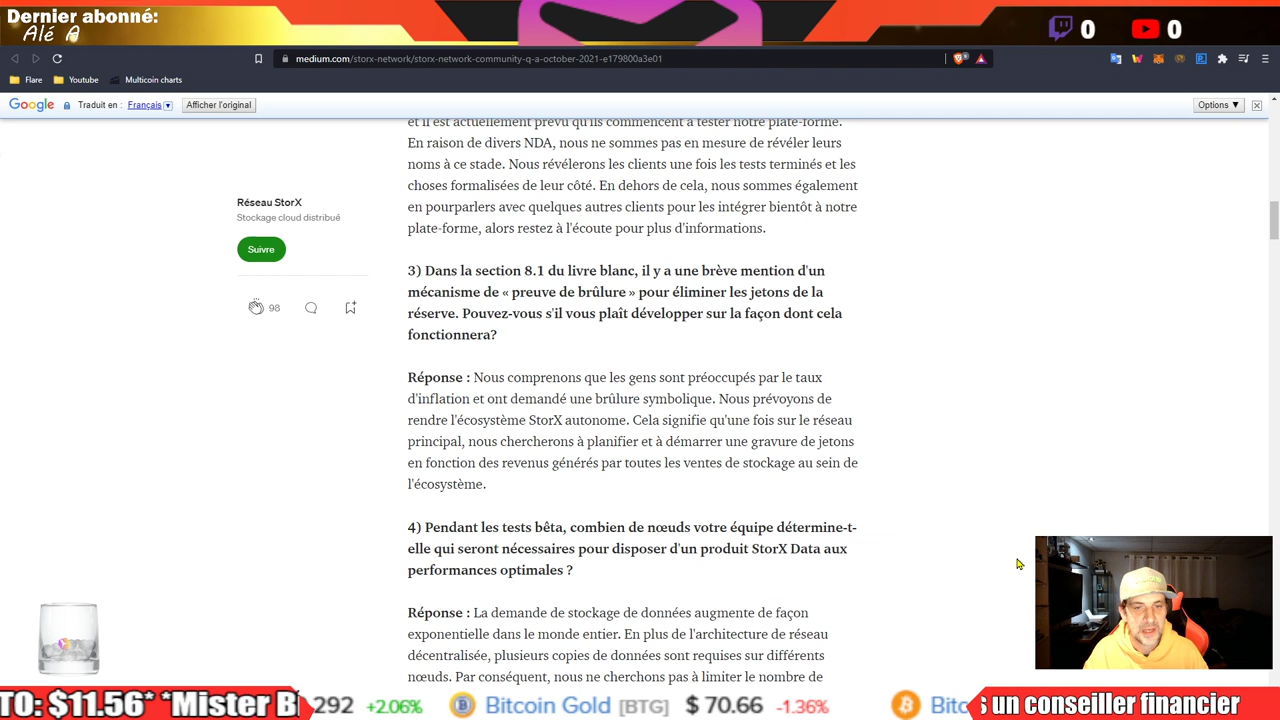 Dernier abonné:
Alé A
0
0
medium.com/storx-network/storx-network-community-q-a-october-2021-e179800a3e01
Flare
Youtube
Multicoin charts
Google
Traduit en :
Français
Afficher l'original
Options ▼
et il est actuellement prévu qu'ils commencent à tester notre plate-forme.
En raison de divers NDA, nous ne sommes pas en mesure de révéler leurs
noms à ce stade. Nous révélerons les clients une fois les tests terminés et les
choses formalisées de leur côté. En dehors de cela, nous sommes également
en pourparlers avec quelques autres clients pour les intégrer bientôt à notre
plate-forme, alors restez à l'écoute pour plus d'informations.
Réseau StorX
Stockage cloud distribué
Suivre
98
3) Dans la section 8.1 du livre blanc, il y a une brève mention d'un
mécanisme de « preuve de brûlure » pour éliminer les jetons de la
réserve. Pouvez-vous s'il vous plaît développer sur la façon dont cela
fonctionnera?
Réponse : Nous comprenons que les gens sont préoccupés par le taux
d'inflation et ont demandé une brûlure symbolique. Nous prévoyons de
rendre l'écosystème StorX autonome. Cela signifie qu'une fois sur le réseau
principal, nous chercherons à planifier et à démarrer une gravure de jetons
en fonction des revenus générés par toutes les ventes de stockage au sein de
l'écosystème.
4) Pendant les tests bêta, combien de nœuds votre équipe détermine-t-
elle qui seront nécessaires pour disposer d'un produit StorX Data aux
performances optimales ?
Réponse : La demande de stockage de données augmente de façon
exponentielle dans le monde entier. En plus de l'architecture de réseau
décentralisée, plusieurs copies de données sont requises sur différents
nœuds. Par conséquent, nous ne cherchons pas à limiter le nombre de
TO: $11.56* *Mister B
292 +2.06% Bitcoin Gold [BTG] $ 70.66 -1.36% Bitc
s un conseiller financier